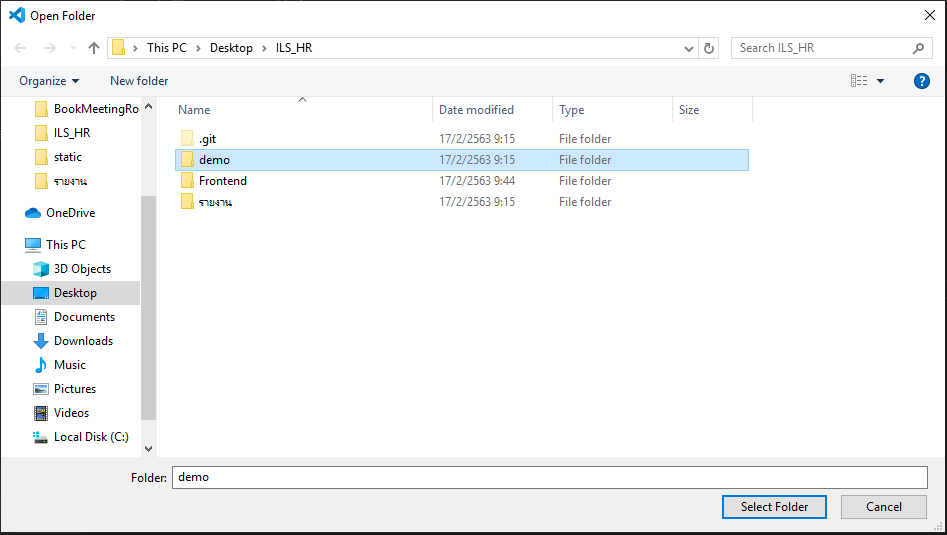 Open Folder
This PC > Desktop > ILS_HR
Search ILS_HR
Organize
New folder
BookMeetingRo
ILS_HR
static
รายงาน
OneDrive
This PC
3D Objects
Desktop
Documents
Downloads
Music
Pictures
Videos
Local Disk (C:)
Name Date modified Type Size
.git 17/2/2563 9:15 File folder
demo 17/2/2563 9:15 File folder
Frontend 17/2/2563 9:44 File folder
รายงาน 17/2/2563 9:15 File folder
Folder: demo
Select Folder
Cancel